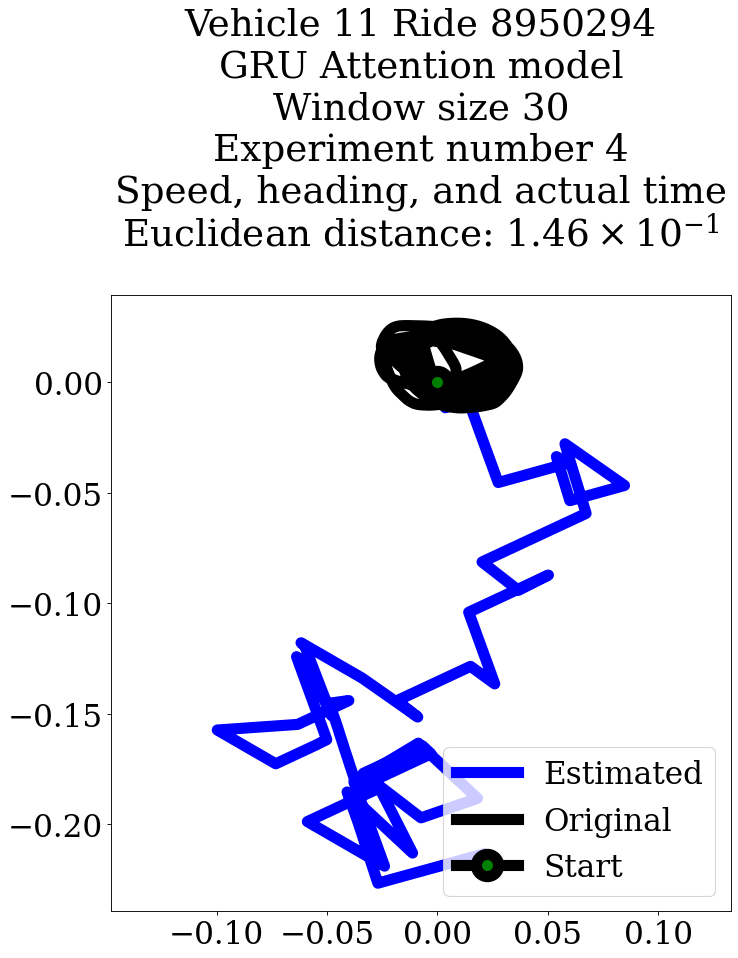 Vehicle 11 Ride 8950294
GRU Attention model
Window size 30
Experiment number 4
Speed, heading, and actual time
Euclidean distance: 1.46 × 10⁻¹
0.00
−0.05
−0.10
−0.15
−0.20
Estimated
Original
Start
−0.10 −0.05 0.00 0.05 0.10